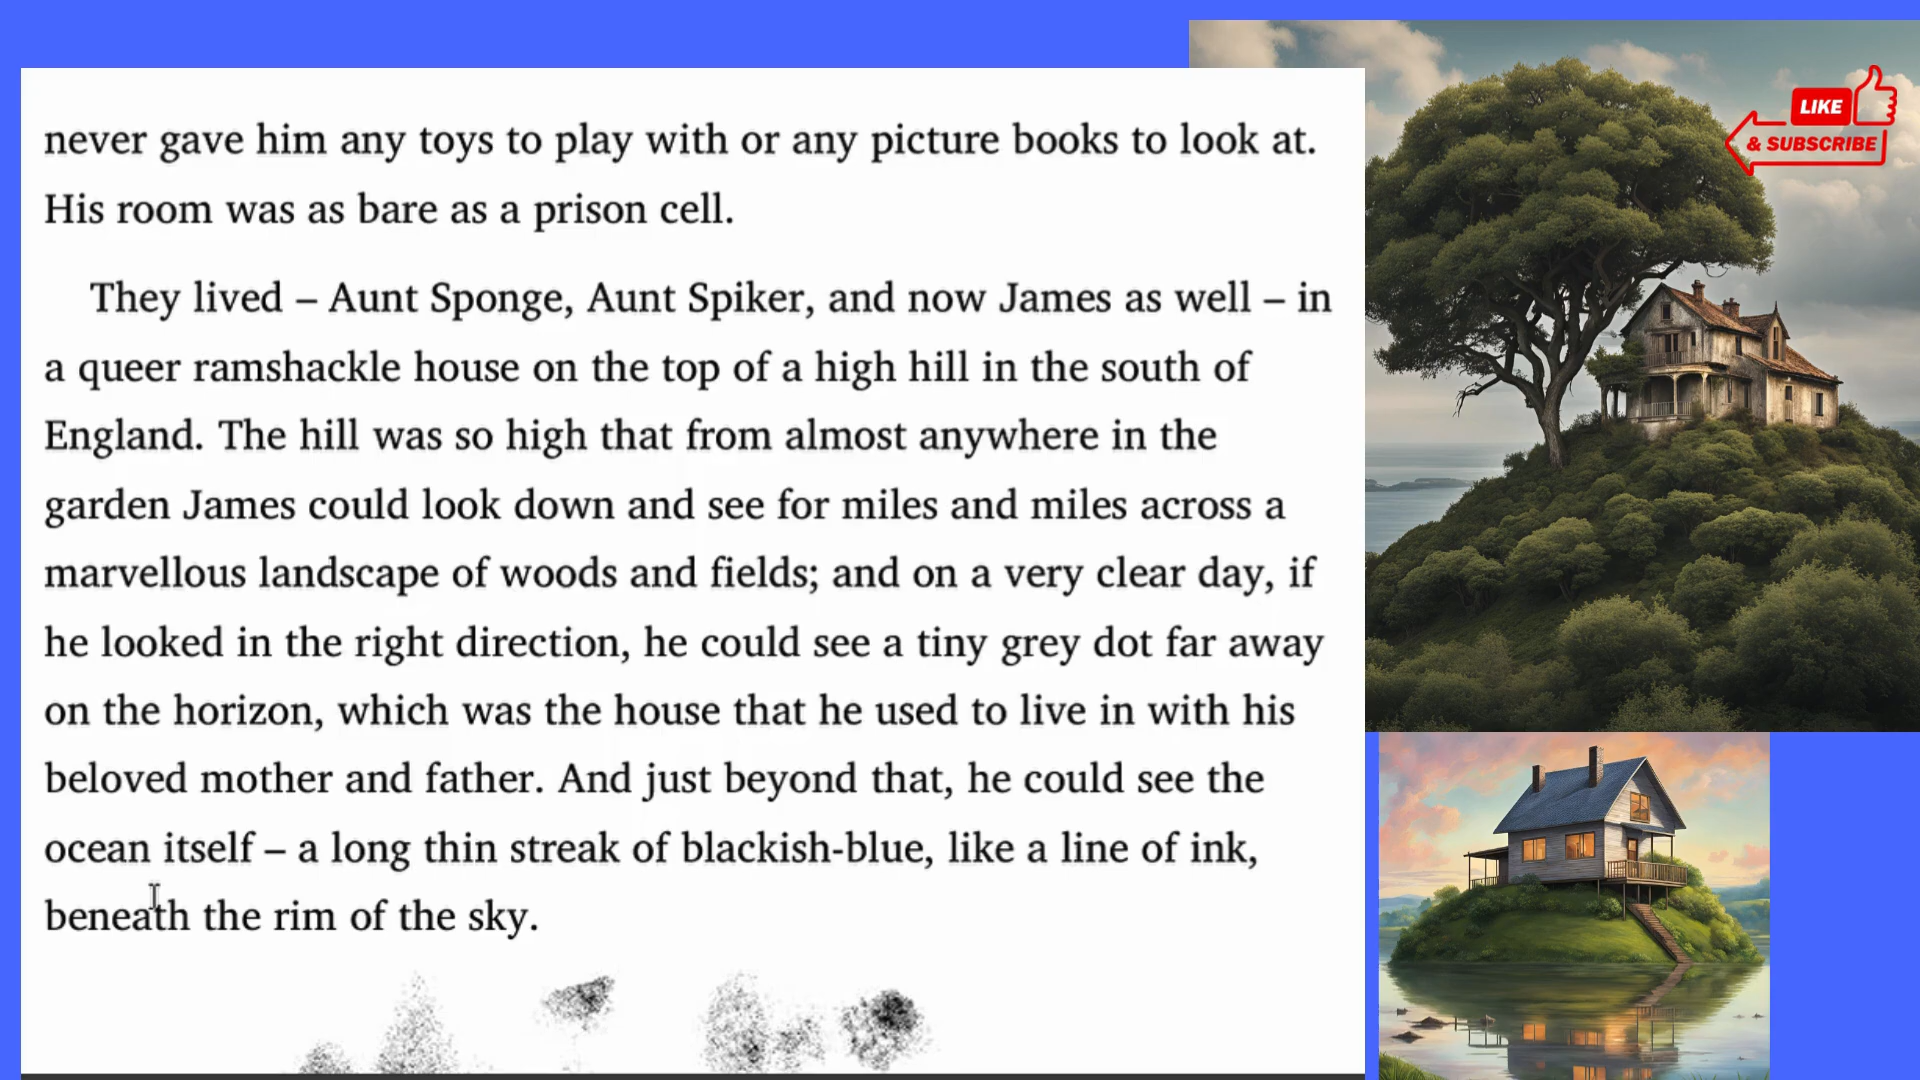 never gave him any toys to play with or any picture books to look at.
His room was as bare as a prison cell.
They lived – Aunt Sponge, Aunt Spiker, and now James as well – in
a queer ramshackle house on the top of a high hill in the south of
England. The hill was so high that from almost anywhere in the
garden James could look down and see for miles and miles across a
marvellous landscape of woods and fields; and on a very clear day, if
he looked in the right direction, he could see a tiny grey dot far away
on the horizon, which was the house that he used to live in with his
beloved mother and father. And just beyond that, he could see the
ocean itself – a long thin streak of blackish-blue, like a line of ink,
beneath the rim of the sky.
LIKE
& SUBSCRIBE